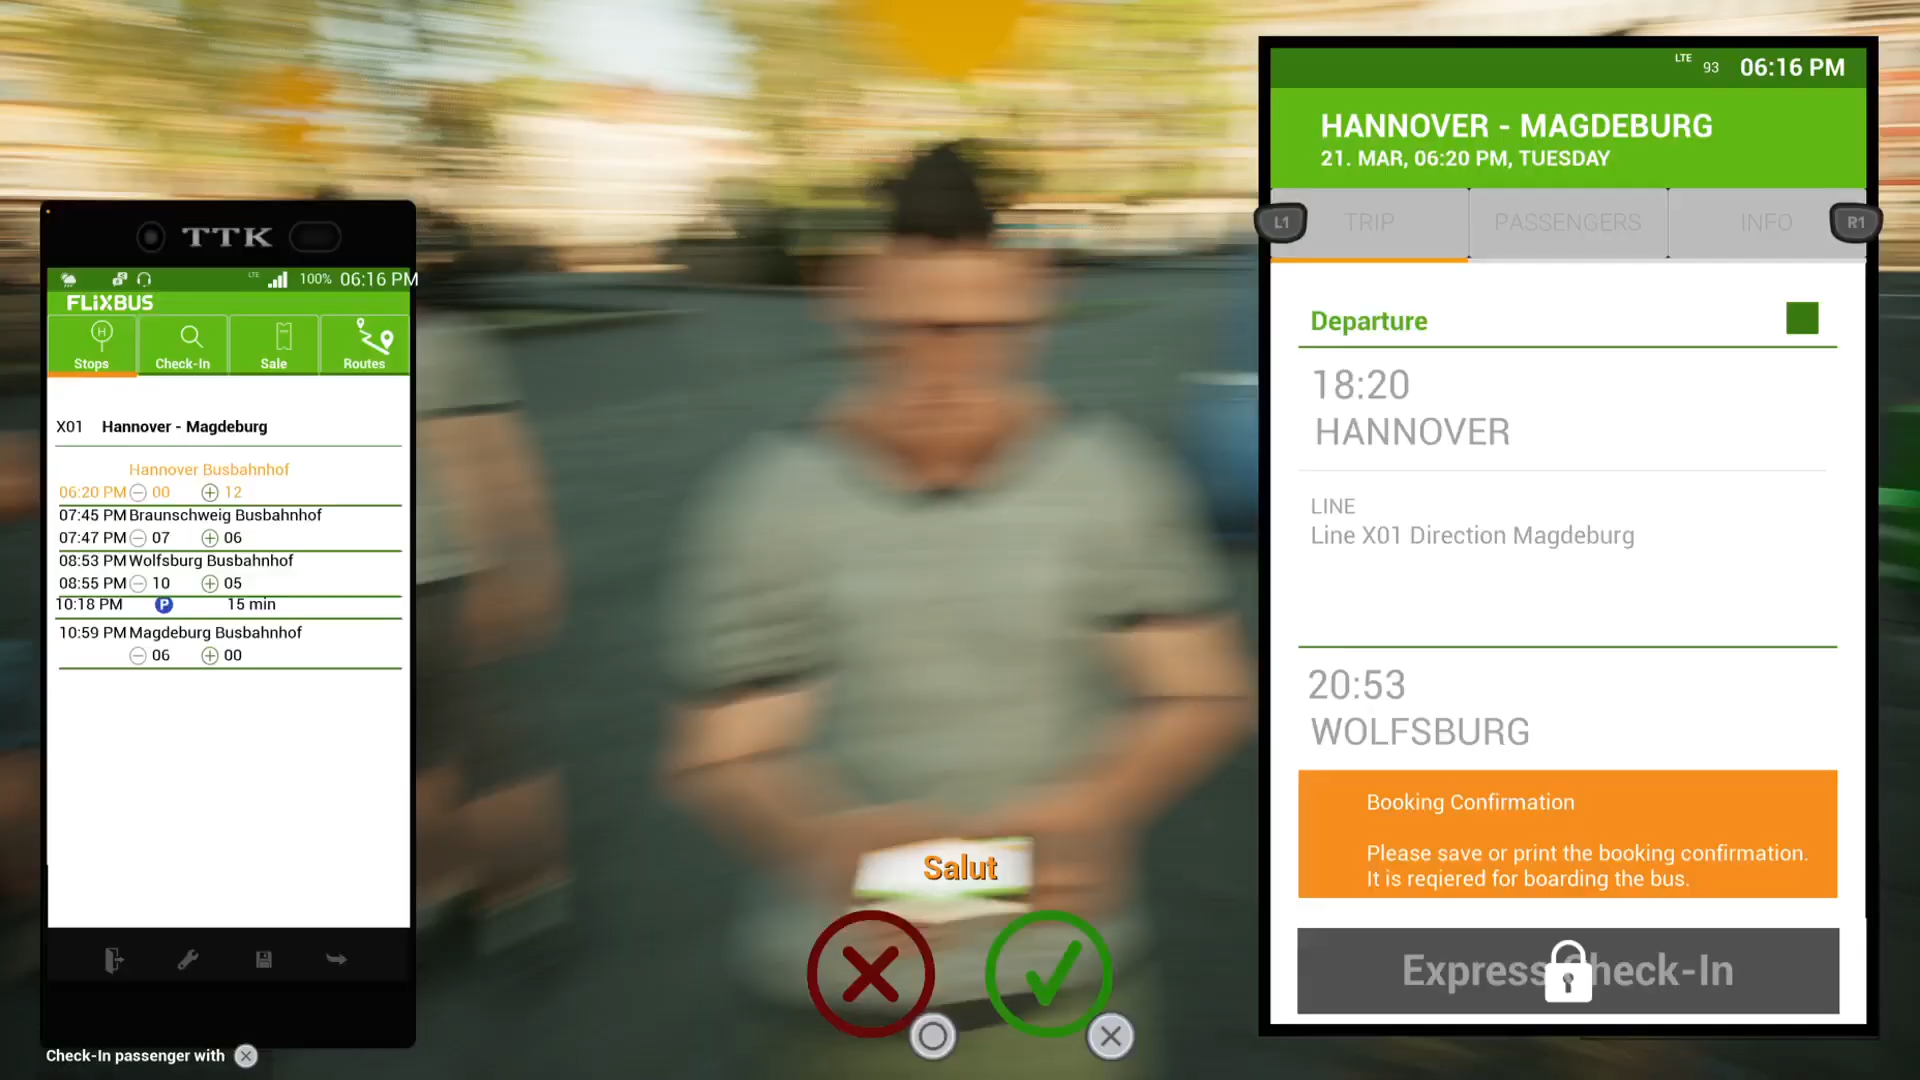 TTK
LTE 100% 06:16 PM
FLiXBUS
H
Stops Check-In Sale Routes
X01 Hannover - Magdeburg
Hannover Busbahnhof
06:20 PM 00 12
07:45 PM Braunschweig Busbahnhof
07:47 PM 07 06
08:53 PM Wolfsburg Busbahnhof
08:55 PM 10 05
10:18 PM P 15 min
10:59 PM Magdeburg Busbahnhof
06 00
Check-In passenger with
Salut
LTE 93 06:16 PM
HANNOVER - MAGDEBURG
21. MAR, 06:20 PM, TUESDAY
L1 TRIP PASSENGERS INFO R1
Departure
18:20
HANNOVER
LINE
Line X01 Direction Magdeburg
20:53
WOLFSBURG
Booking Confirmation
Please save or print the booking confirmation.
It is reqiered for boarding the bus.
Express Check-In